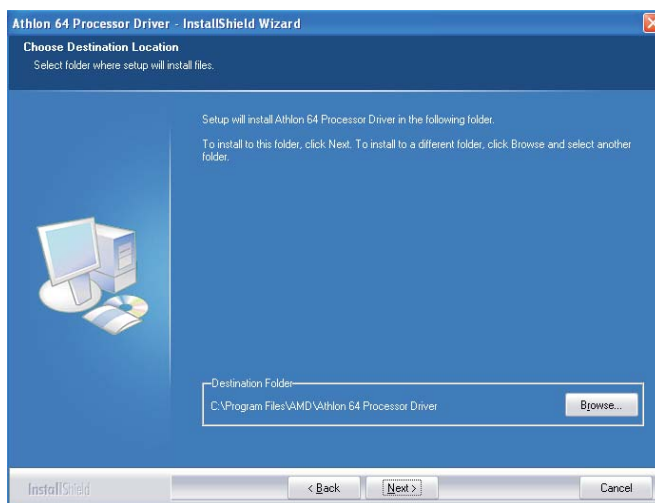 Athlon 64 Processor Driver - InstallShield Wizard
Choose Destination Location
Select folder where setup will install files.
Setup will install Athlon 64 Processor Driver in the following folder.
To install to this folder, click Next. To install to a different folder, click Browse and select another
folder.
Destination Folder
C:\Program Files\AMD\Athlon 64 Processor Driver
Browse...
InstallShield
< Back
Next >
Cancel